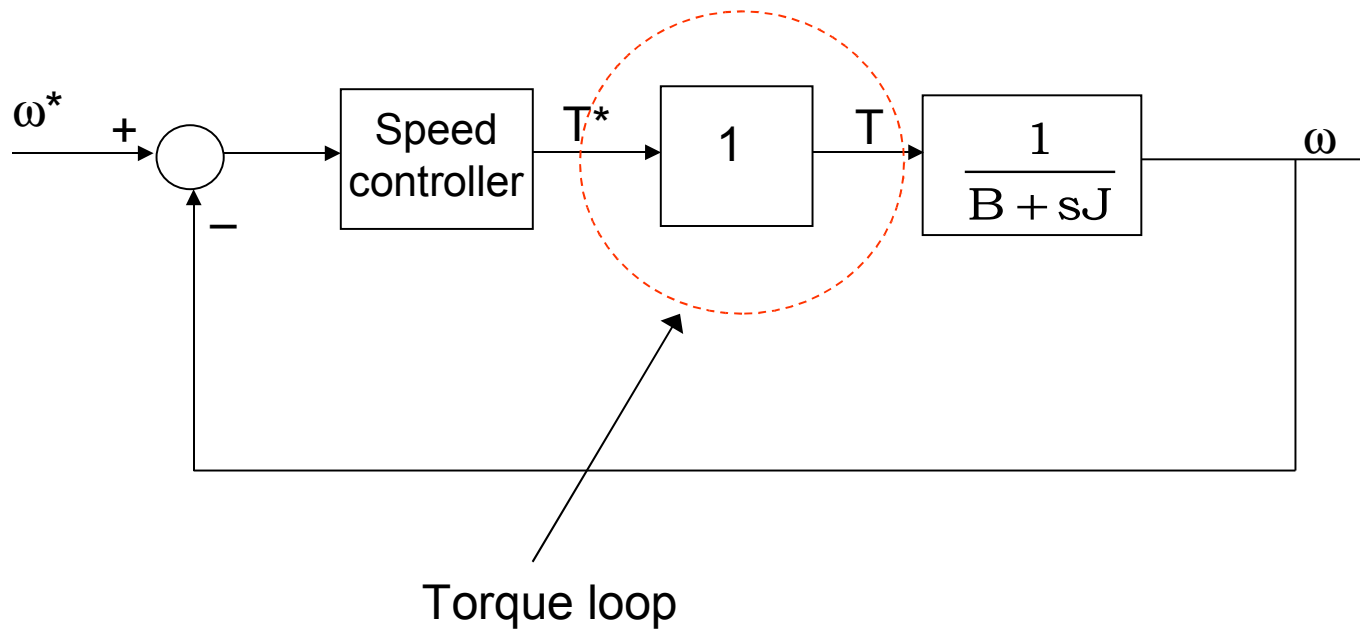 ω*
+
−
Speed
controller
T*
1
T
1
B + sJ
ω
Torque loop